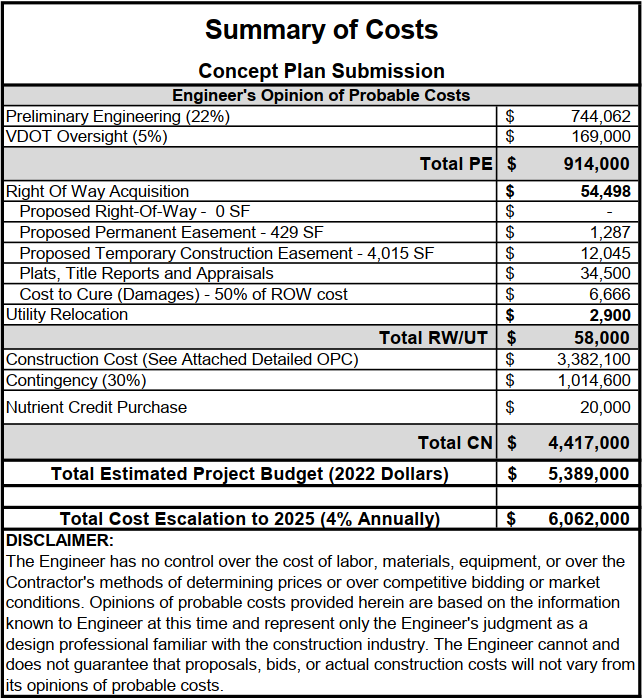 Summary of Costs
Concept Plan Submission
Engineer's Opinion of Probable Costs
Preliminary Engineering (22%) $ 744,062
VDOT Oversight (5%) $ 169,000
Total PE $ 914,000
Right Of Way Acquisition $ 54,498
Proposed Right-Of-Way - 0 SF $ -
Proposed Permanent Easement - 429 SF $ 1,287
Proposed Temporary Construction Easement - 4,015 SF $ 12,045
Plats, Title Reports and Appraisals $ 34,500
Cost to Cure (Damages) - 50% of ROW cost $ 6,666
Utility Relocation $ 2,900
Total RW/UT $ 58,000
Construction Cost (See Attached Detailed OPC) $ 3,382,100
Contingency (30%) $ 1,014,600
Nutrient Credit Purchase $ 20,000
Total CN $ 4,417,000
Total Estimated Project Budget (2022 Dollars) $ 5,389,000
Total Cost Escalation to 2025 (4% Annually) $ 6,062,000
DISCLAIMER:
The Engineer has no control over the cost of labor, materials, equipment, or over the
Contractor's methods of determining prices or over competitive bidding or market
conditions. Opinions of probable costs provided herein are based on the information
known to Engineer at this time and represent only the Engineer's judgment as a
design professional familiar with the construction industry. The Engineer cannot and
does not guarantee that proposals, bids, or actual construction costs will not vary from
its opinions of probable costs.